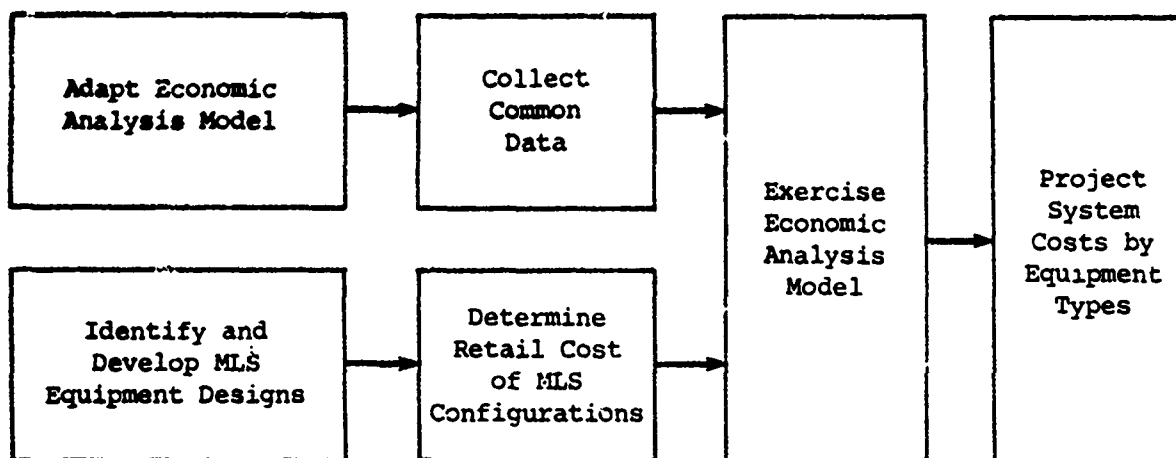 Adapt Economic
Analysis Model
Collect
Common
Data
Identify and
Develop MLS
Equipment Designs
Determine
Retail Cost
of MLS
Configurations
Exercise
Economic
Analysis
Model
Project
System
Costs by
Equipment
Types